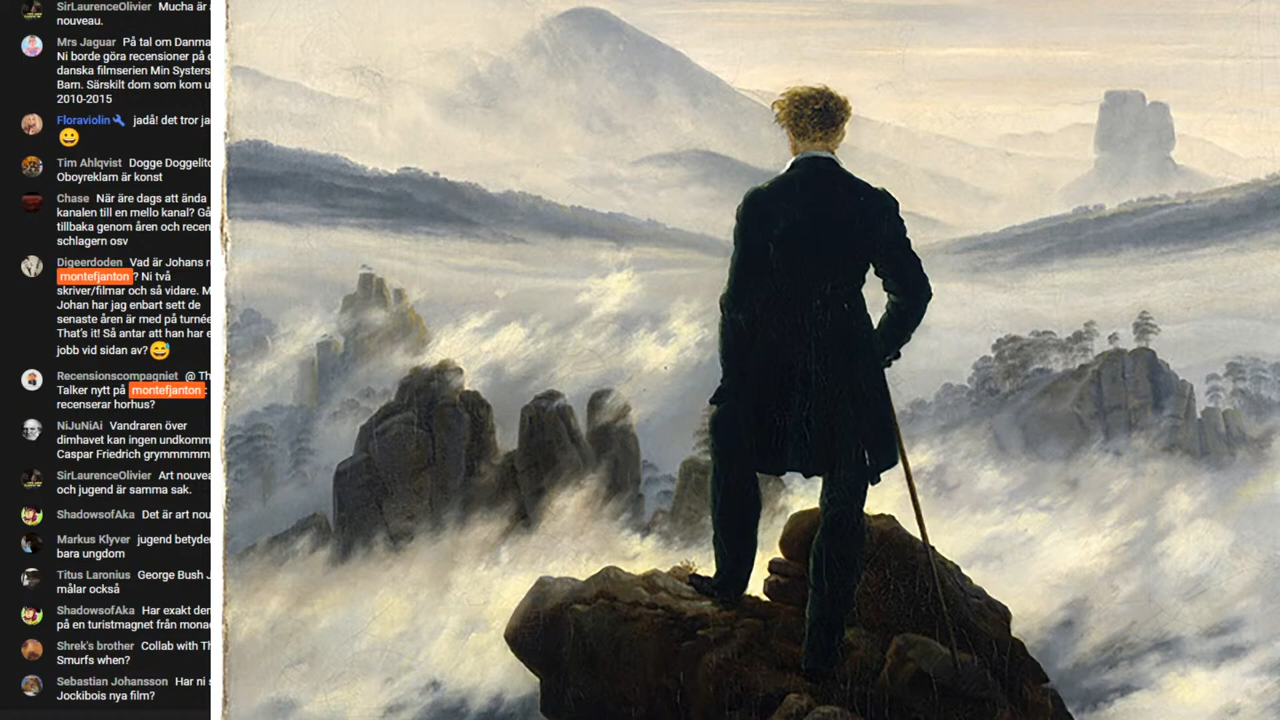 SirLaurenceOlivier Mucha är
nouveau.
Mrs Jaguar På tal om Danma
Ni borde göra recensioner på
danska filmserien Min Systers
Barn. Särskilt dom som kom u
2010-2015
Floraviolin jadå! det tror ja
Tim Ahlqvist Dogge Doggelito
Oboyreklam är konst
Chase När äre dags att ända
kanalen till en mello kanal? Gå
tillbaka genom åren och recen
schlagern osv
Digeerdoden Vad är Johans r
montefjanton? Ni två
skriver/filmar och så vidare. M
Johan har jag enbart sett de
senaste åren är med på turnée
That's it! Så antar att han har e
jobb vid sidan av?
Recensionscompagniet @ Th
Talker nytt på montefjanton :
recenserar horhus?
NiJuNiAi Vandraren över
dimhavet kan ingen undkomm
Caspar Friedrich grymmmmm
SirLaurenceOlivier Art nouvea
och jugend är samma sak.
ShadowsofAka Det är art nou
Markus Klyver jugend betyder
bara ungdom
Titus Laronius George Bush J
målar också
ShadowsofAka Har exakt den
på en turistmagnet från mona
Shrek's brother Collab with Th
Smurfs when?
Sebastian Johansson Har ni s
Jockibois nya film?